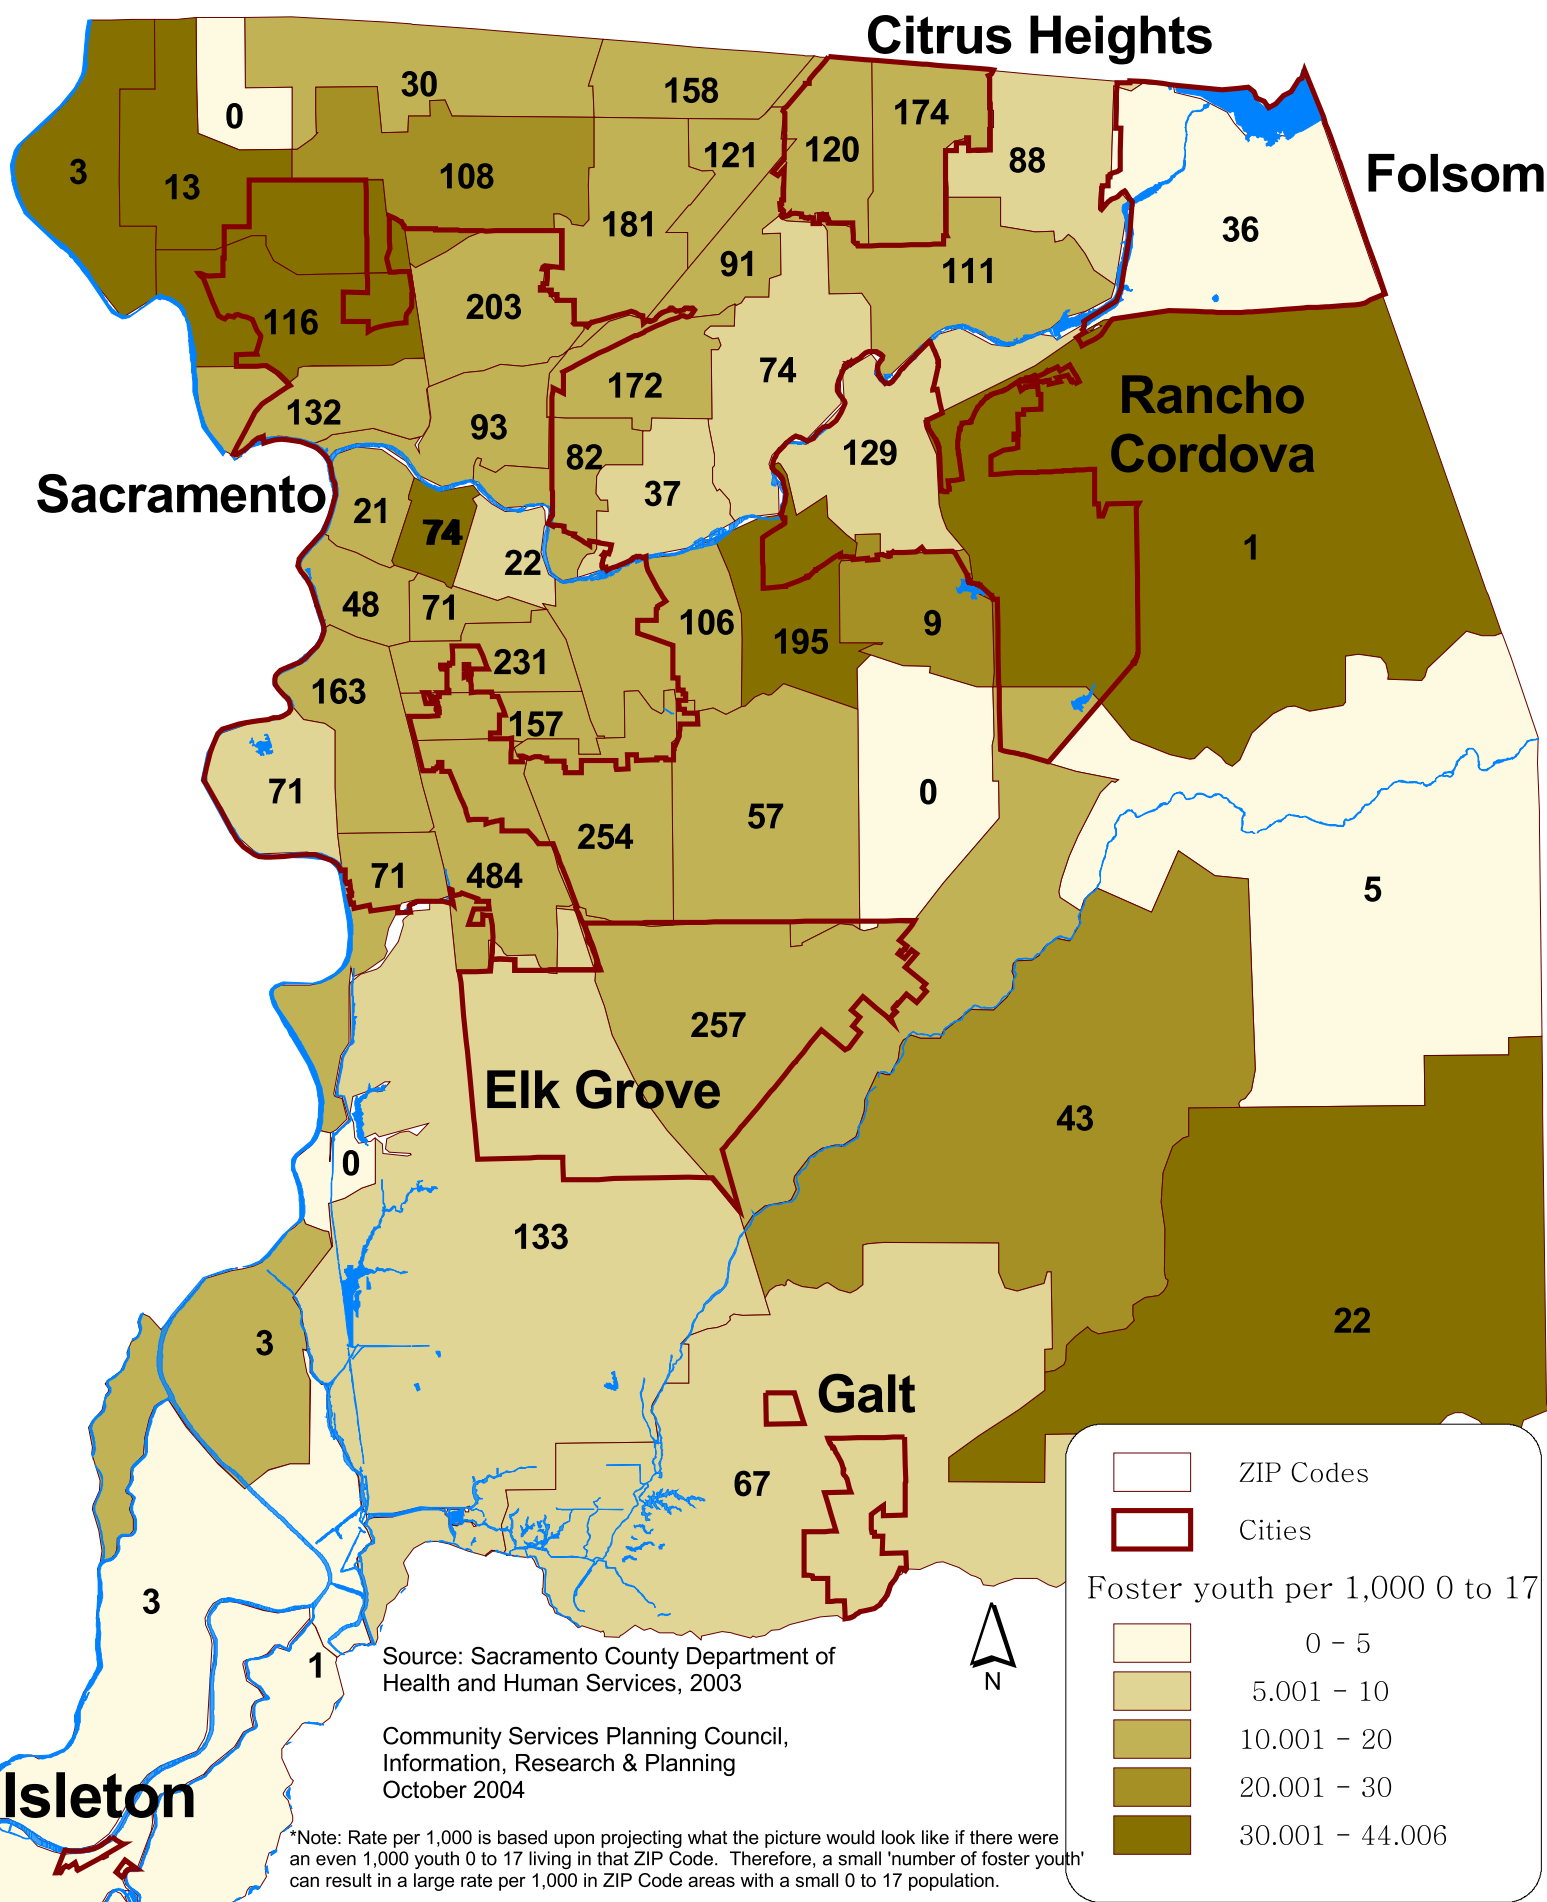 Citrus Heights
30
158
0
174
121
120
88
Folsom
3
13
108
181
36
91
111
203
116
74
172
Rancho
Cordova
132
93
129
82
Sacramento
37
21
74
22
1
48
71
106
9
195
231
163
157
71
0
57
254
71
484
5
257
Elk Grove
43
0
133
22
3
Galt
67
3
1
Isleton
ZIP Codes
Cities
Foster youth per 1,000 0 to 17
0 - 5
5.001 - 10
10.001 - 20
20.001 - 30
30.001 - 44.006
N
Source: Sacramento County Department of
Health and Human Services, 2003
Community Services Planning Council,
Information, Research & Planning
October 2004
*Note: Rate per 1,000 is based upon projecting what the picture would look like if there were
an even 1,000 youth 0 to 17 living in that ZIP Code.  Therefore, a small 'number of foster youth'
can result in a large rate per 1,000 in ZIP Code areas with a small 0 to 17 population.